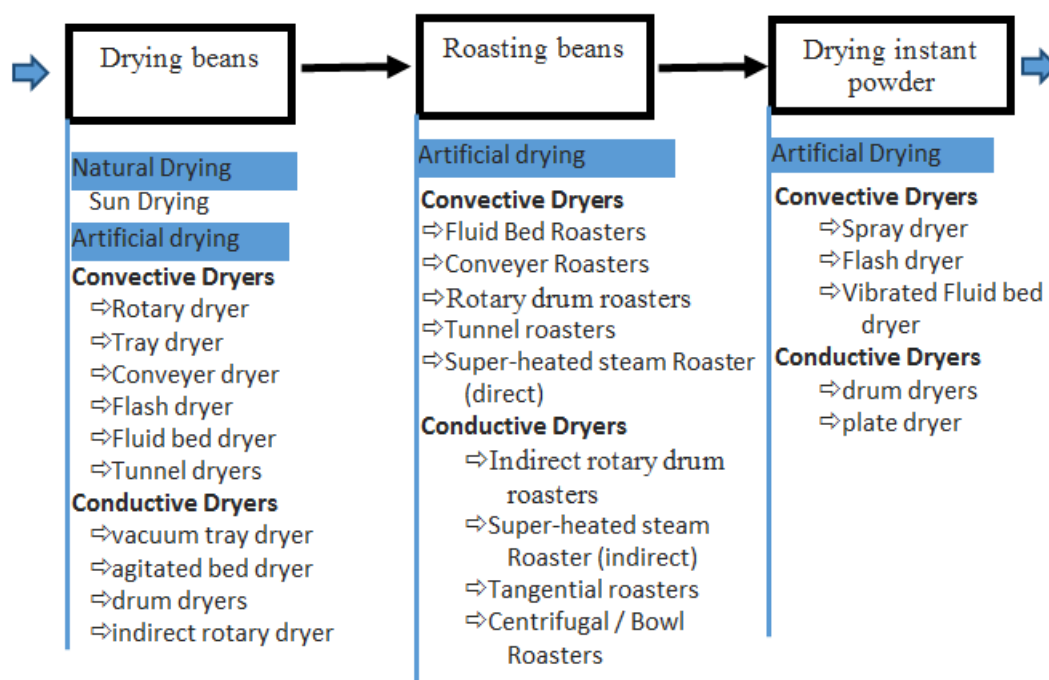 Drying beans
Natural Drying
Sun Drying
Artificial drying
Convective Dryers
⇨Rotary dryer
⇨Tray dryer
⇨Conveyer dryer
⇨Flash dryer
⇨Fluid bed dryer
⇨Tunnel dryers
Conductive Dryers
⇨vacuum tray dryer
⇨agitated bed dryer
⇨drum dryers
⇨indirect rotary dryer
Roasting beans
Artificial drying
Convective Dryers
⇨Fluid Bed Roasters
⇨Conveyer Roasters
⇨Rotary drum roasters
⇨Tunnel roasters
⇨Super-heated steam Roaster
(direct)
Conductive Dryers
⇨Indirect rotary drum
roasters
⇨Super-heated steam
Roaster (indirect)
⇨Tangential roasters
⇨Centrifugal / Bowl
Roasters
Drying instant
powder
Artificial Drying
Convective Dryers
⇨Spray dryer
⇨Flash dryer
⇨Vibrated Fluid bed
dryer
Conductive Dryers
⇨drum dryers
⇨plate dryer